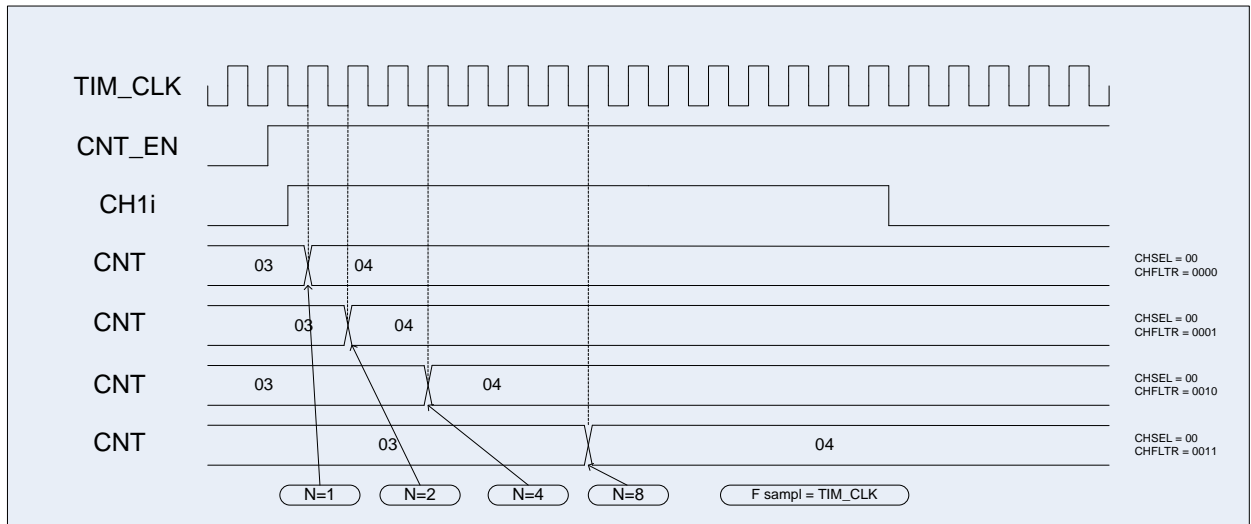 TIM_CLK
CNT_EN
CH1i
CNT
03
04
CHSEL = 00
CHFLTR = 0000
CNT
03
04
CHSEL = 00
CHFLTR = 0001
CNT
03
04
CHSEL = 00
CHFLTR = 0010
CNT
03
04
CHSEL = 00
CHFLTR = 0011
N=1
N=2
N=4
N=8
F sampl = TIM_CLK